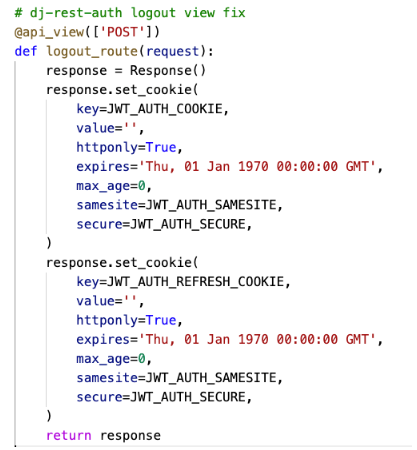 # dj-rest-auth logout view fix
@api_view(['POST'])
def logout_route(request):
    response = Response()
    response.set_cookie(
        key=JWT_AUTH_COOKIE,
        value='',
        httponly=True,
        expires='Thu, 01 Jan 1970 00:00:00 GMT',
        max_age=0,
        samesite=JWT_AUTH_SAMESITE,
        secure=JWT_AUTH_SECURE,
    )
    response.set_cookie(
        key=JWT_AUTH_REFRESH_COOKIE,
        value='',
        httponly=True,
        expires='Thu, 01 Jan 1970 00:00:00 GMT',
        max_age=0,
        samesite=JWT_AUTH_SAMESITE,
        secure=JWT_AUTH_SECURE,
    )
    return response